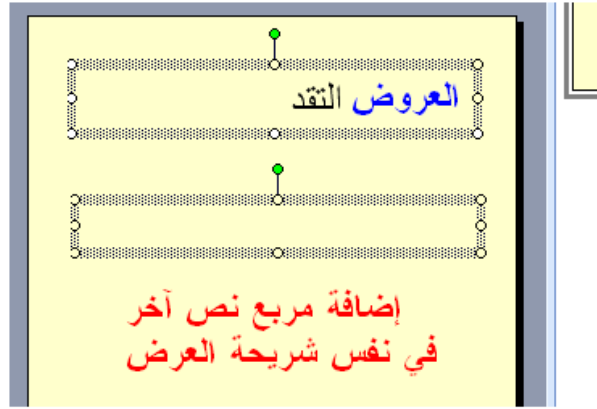 العروض التقد
إضافة مربع نص آخر
في نفس شريحة العرض